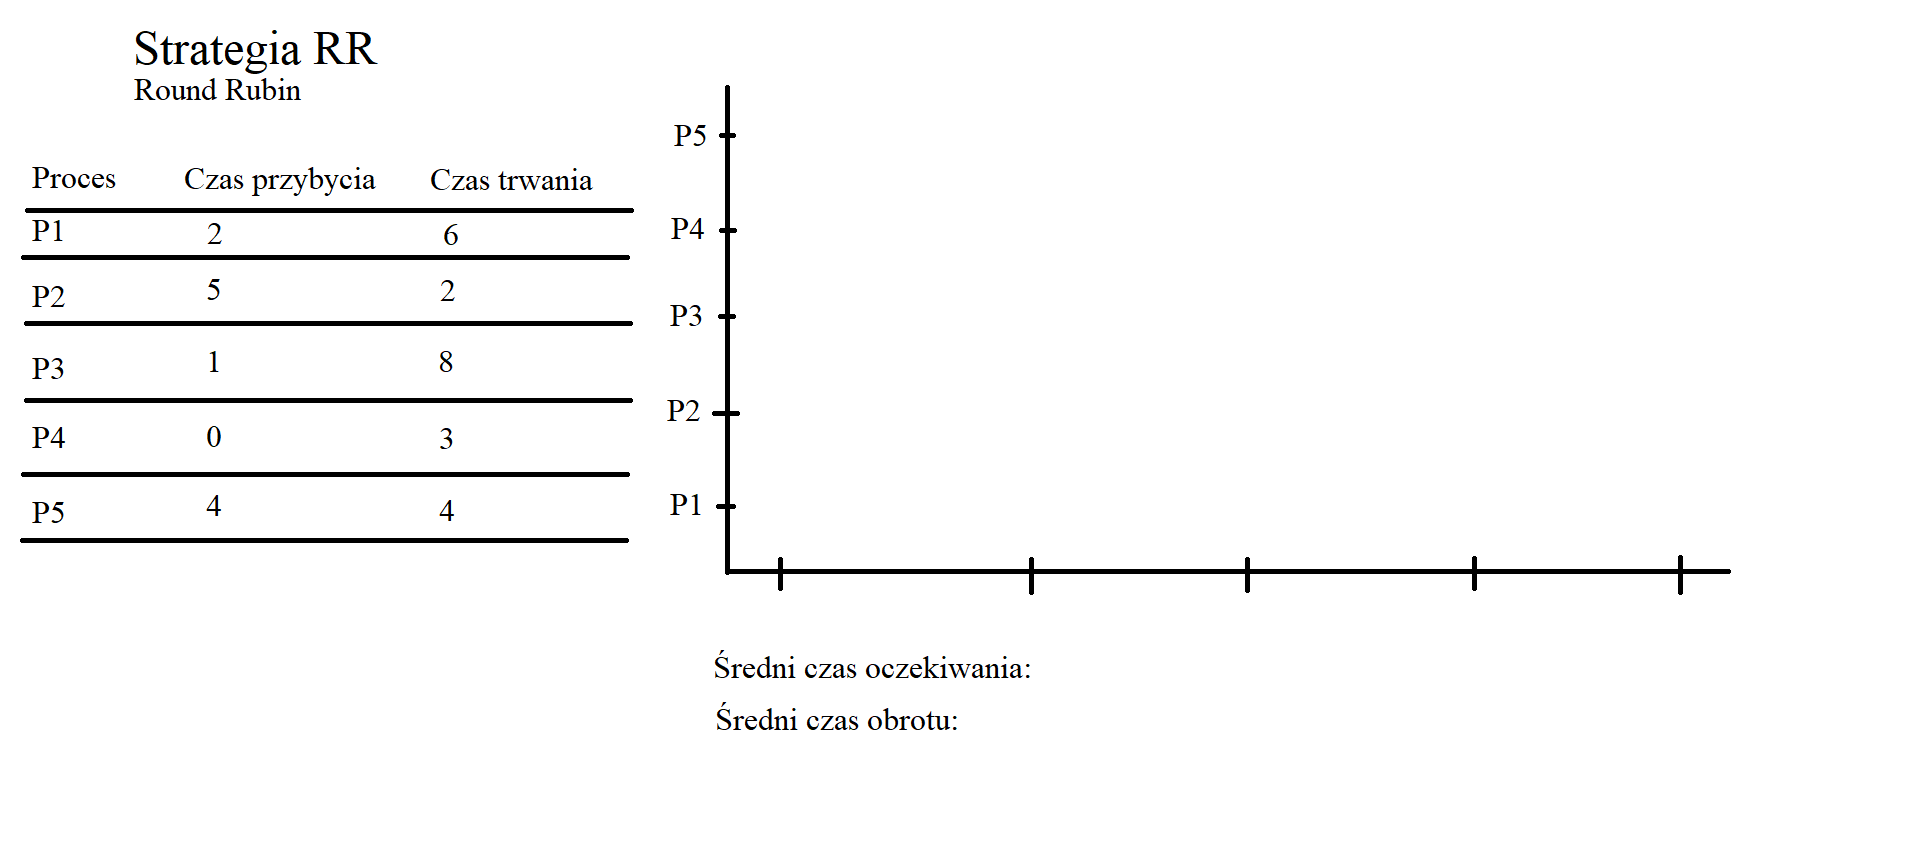 Strategia RR
Round Rubin
Proces Czas przybycia Czas trwania
P1 2 6
P2 5 2
P3 1 8
P4 0 3
P5 4 4
P5
P4
P3
P2
P1
Średni czas oczekiwania:
Średni czas obrotu: